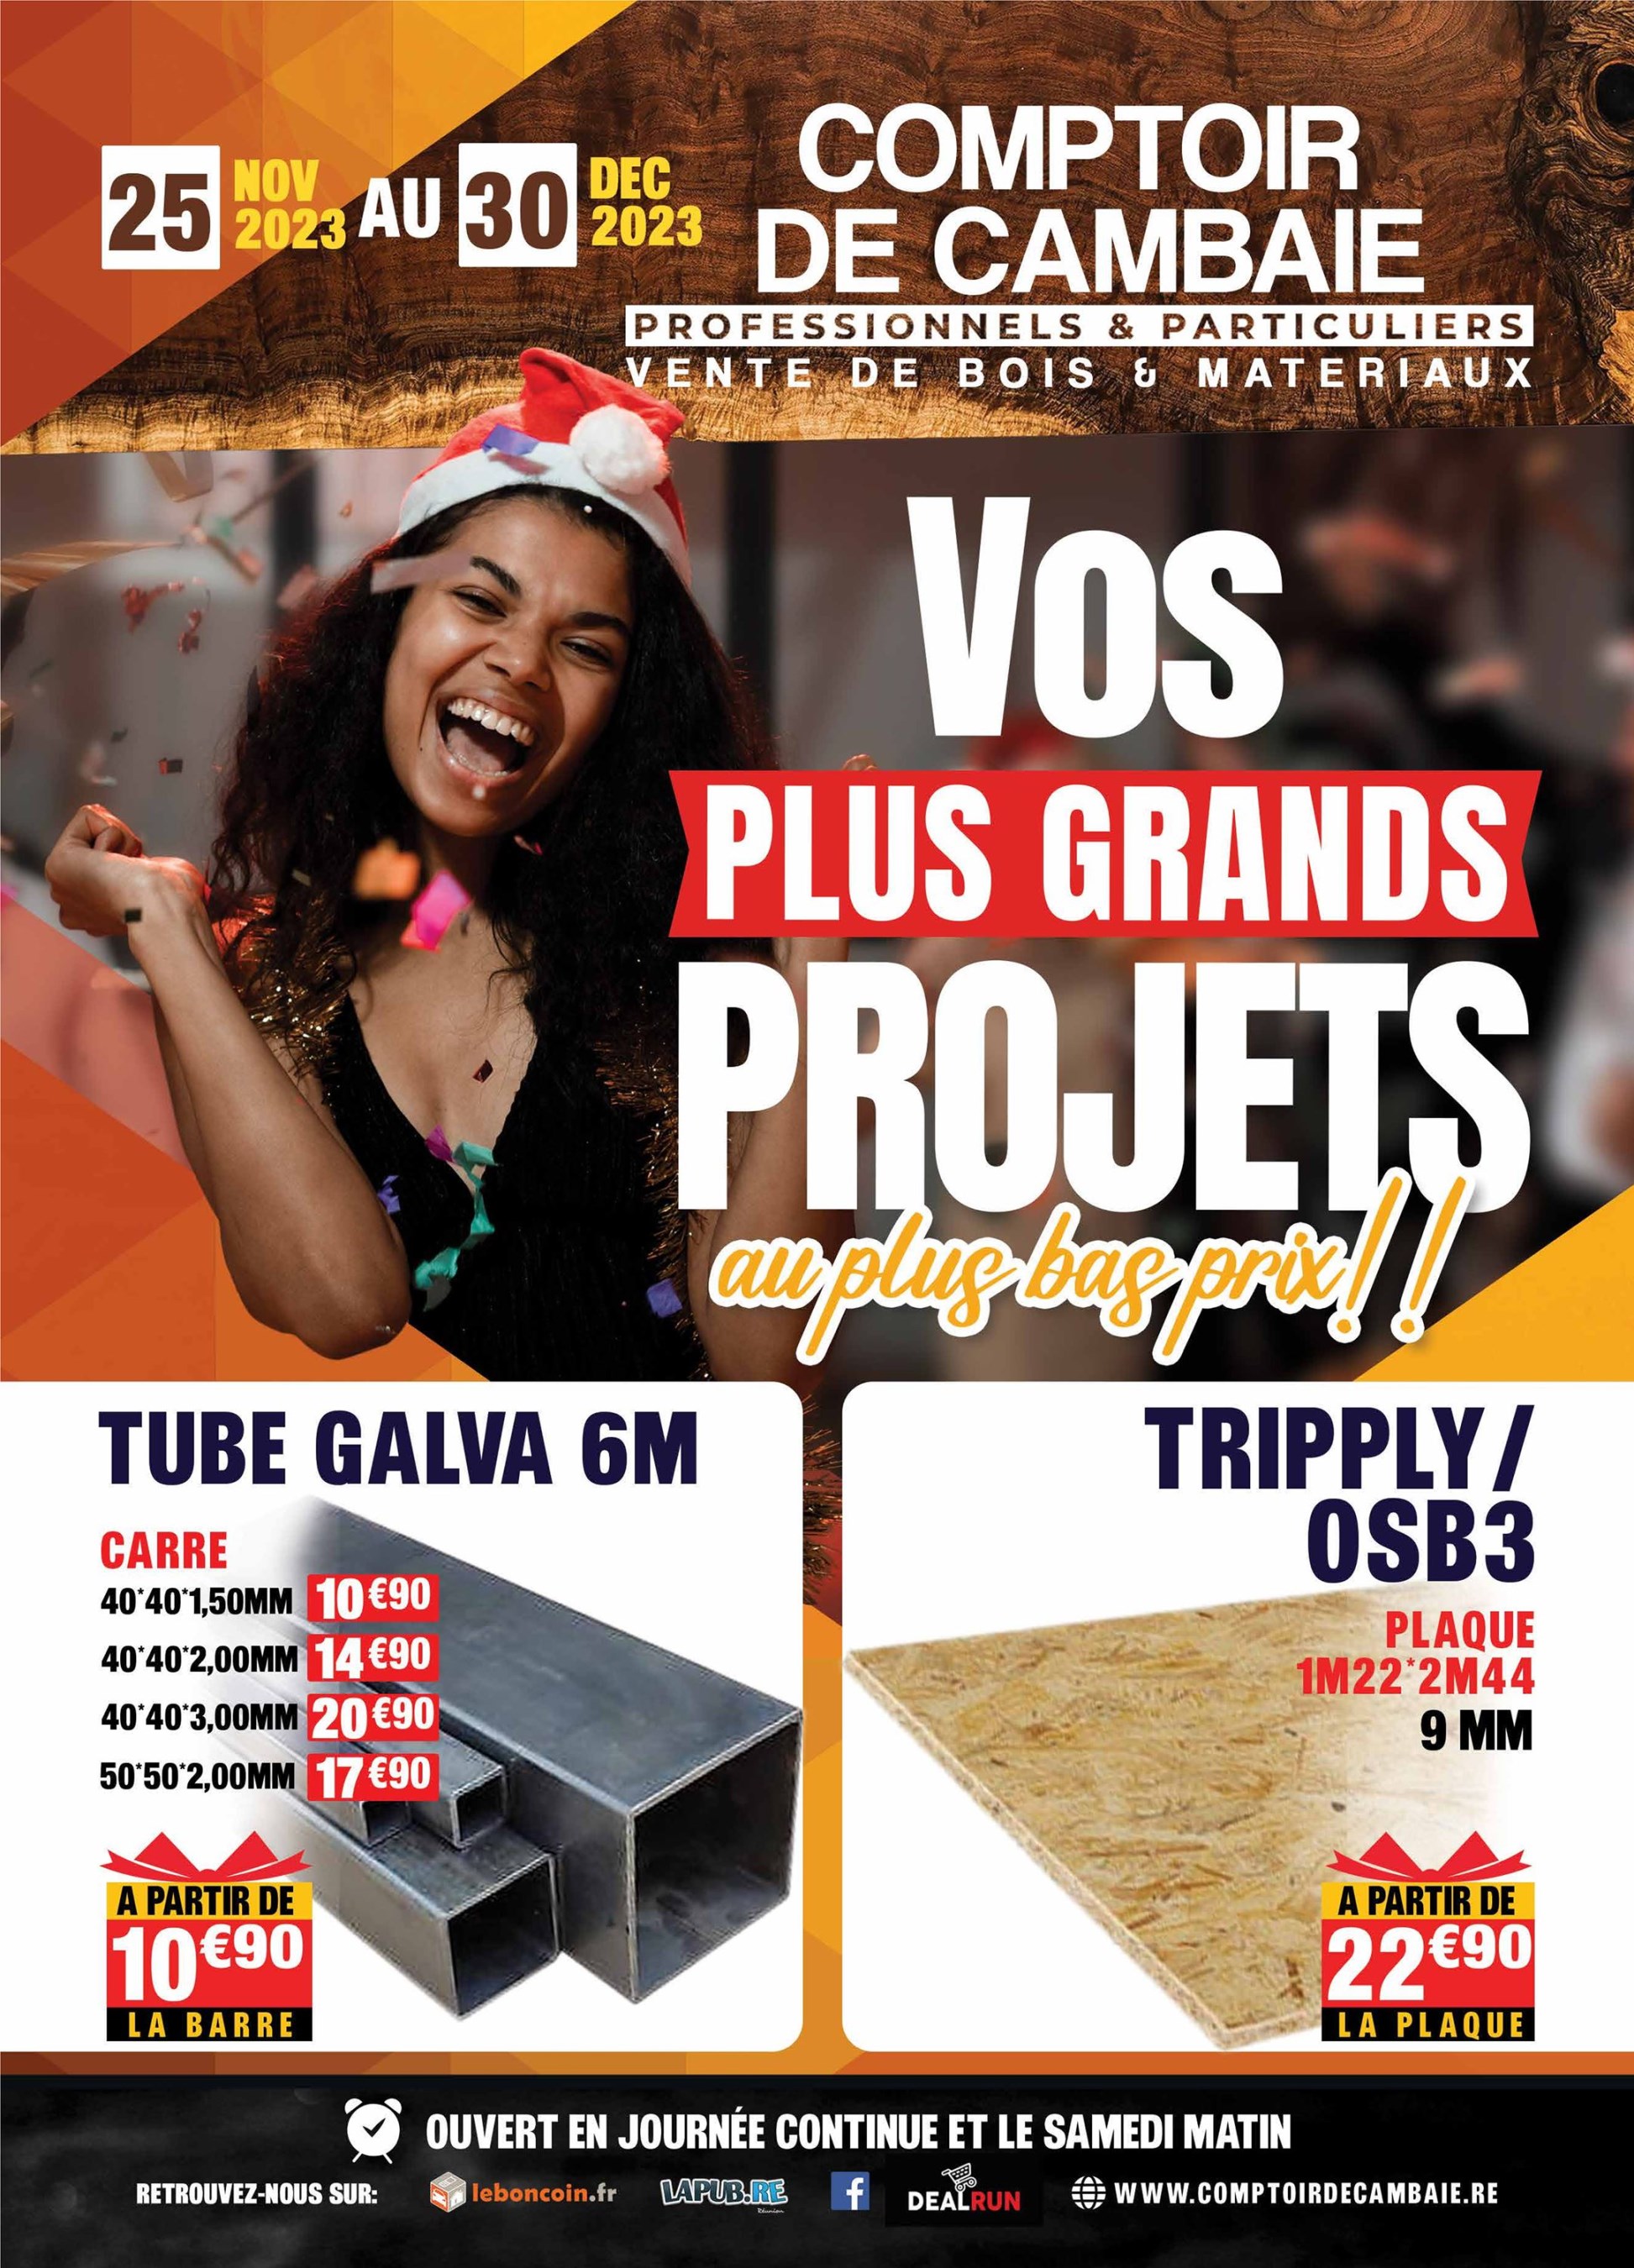 25 NOV 2023 AU 30 DEC 2023
COMPTOIR
DE CAMBAIE
PROFESSIONNELS & PARTICULIERS
VENTE DE BOIS & MATERIAUX
VOS
PLUS GRANDS
PROJETS
au plus bas prix!!
TUBE GALVA 6M
CARRE
40*40*1,50MM 10€90
40*40*2,00MM 14€90
40*40*3,00MM 20€90
50*50*2,00MM 17€90
A PARTIR DE
10€90
LA BARRE
TRIPPLY/
OSB3
PLAQUE
1M22*2M44
9 MM
A PARTIR DE
22€90
LA PLAQUE
OUVERT EN JOURNÉE CONTINUE ET LE SAMEDI MATIN
RETROUVEZ-NOUS SUR: leboncoin.fr LAPUB.RE Réunion f DEALRUN WWW.COMPTOIRDECAMBAIE.RE